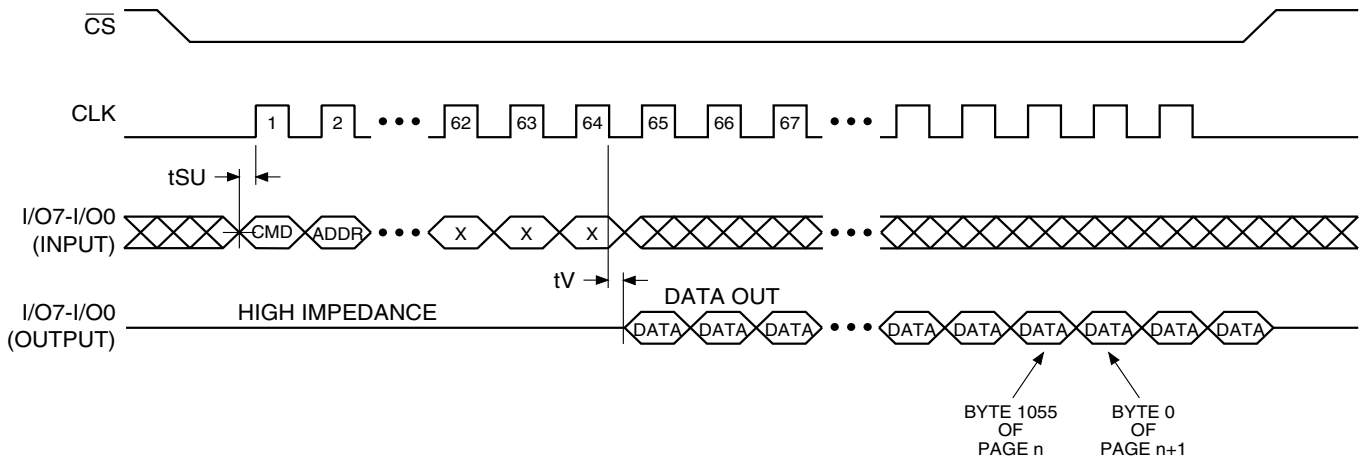 CS
CLK
1 2 ••• 62 63 64 65 66 67 •••
tSU
I/O7-I/O0
(INPUT)
CMD ADDR ••• X X X •••
tV
DATA OUT
I/O7-I/O0
(OUTPUT)
HIGH IMPEDANCE
DATA DATA DATA ••• DATA DATA DATA DATA DATA DATA
BYTE 1055
OF
PAGE n
BYTE 0
OF
PAGE n+1